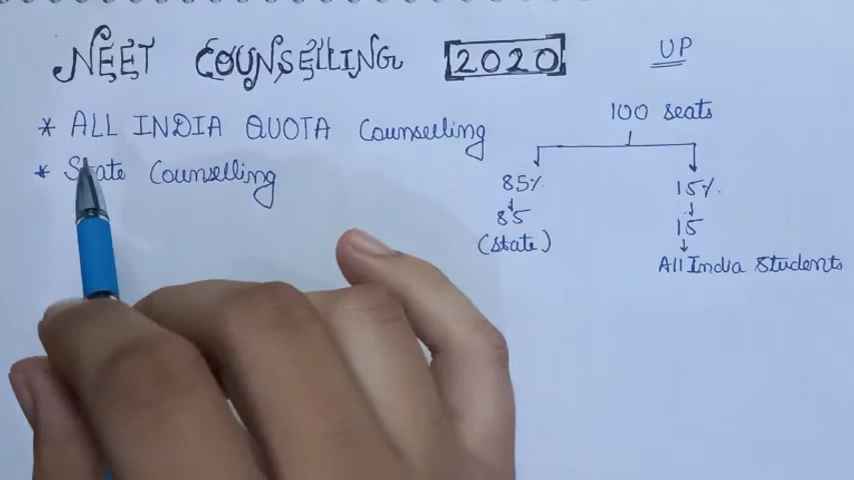 NEET COUNSELLING 2020
UP
* ALL INDIA QUOTA Counselling
* State Counselling
100 seats
85% 15%
85 15
(State)
All India Students